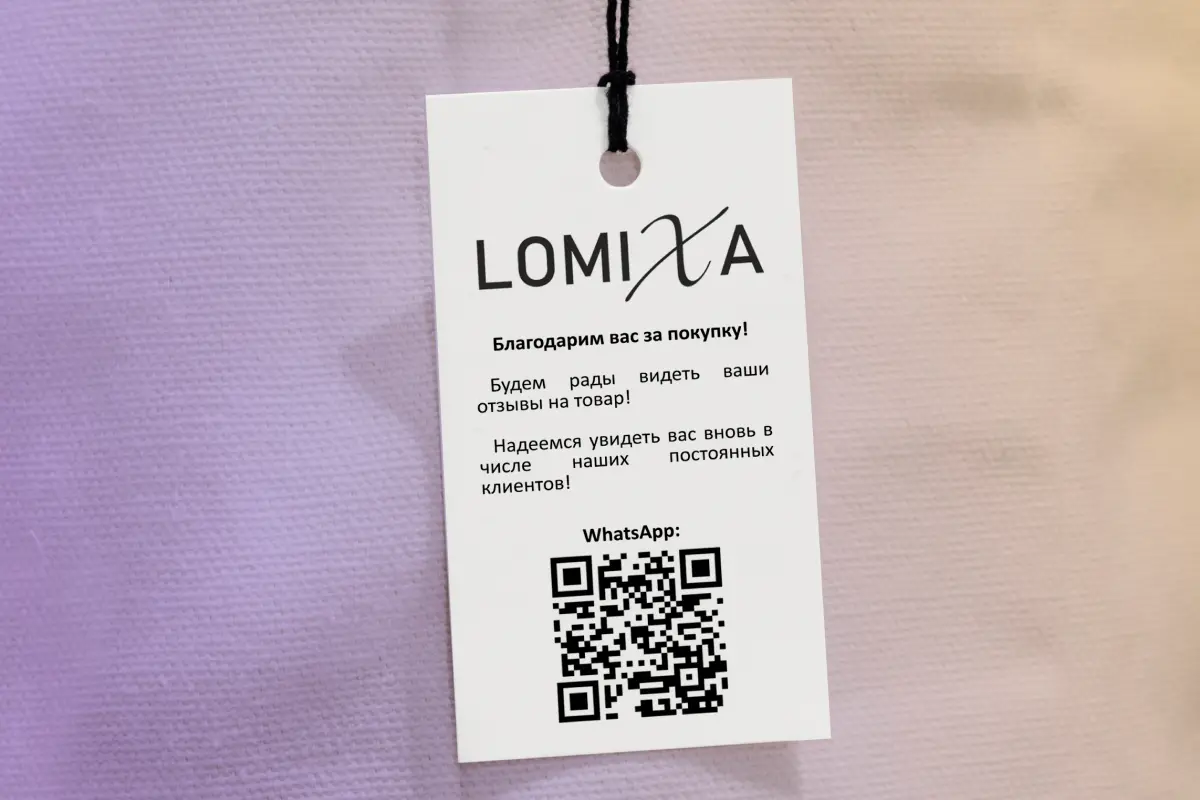 LOMIXA
Благодарим вас за покупку!
Будем рады видеть ваши
отзывы на товар!
Надеемся увидеть вас вновь в
числе наших постоянных
клиентов!
WhatsApp: